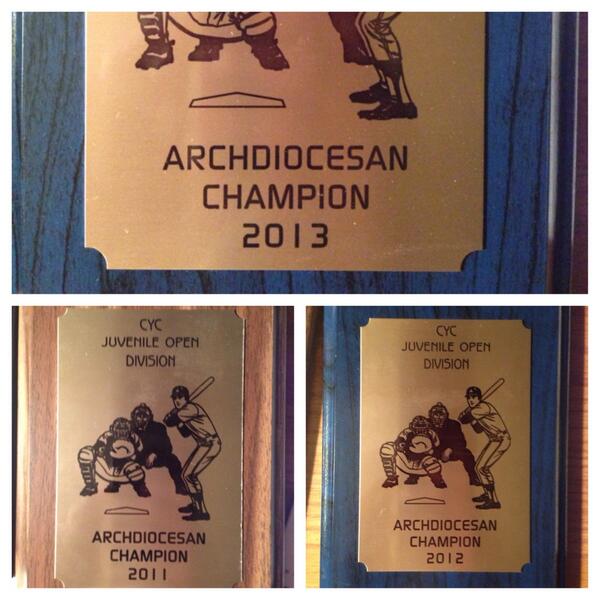 ARCHDIOCESAN
CHAMPION
2013
CYC
JUVENILE OPEN
DIVISION
ARCHDIOCESAN
CHAMPION
2011
CYC
JUVENILE OPEN
DIVISION
ARCHDIOCESAN
CHAMPION
2012